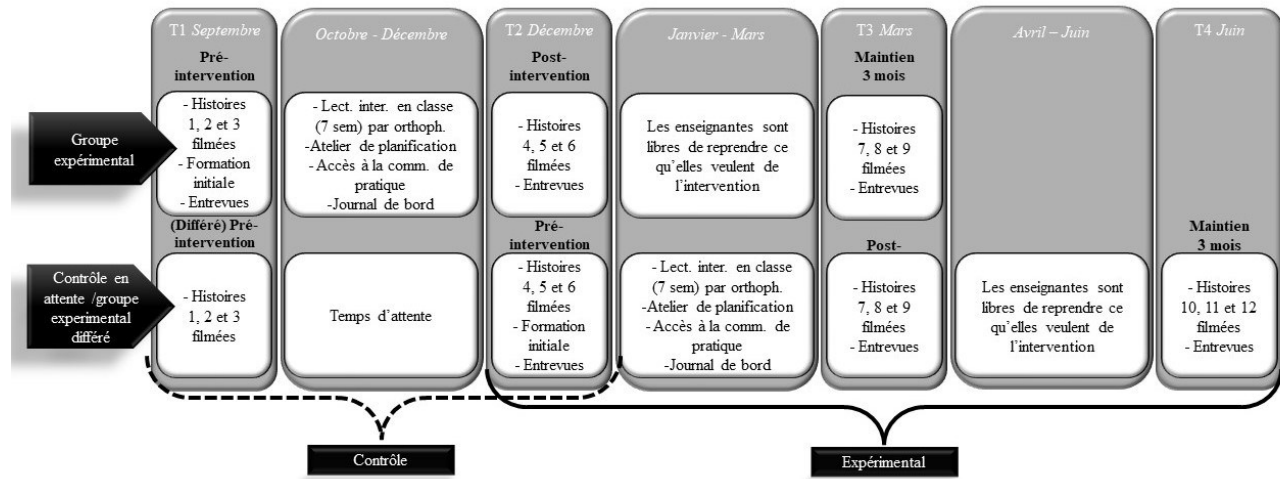 T1 Septembre
Octobre - Décembre
T2 Décembre
Janvier - Mars
T3 Mars
Avril – Juin
T4 Juin
Pré-
intervention
Post-
intervention
Maintien
3 mois
Groupe
expérimental
- Histoires
1, 2 et 3
filmées
- Formation
initiale
- Entrevues
- Lect. inter. en classe
(7 sem) par orthoph.
-Atelier de planification
- Accès à la comm. de
pratique
-Journal de bord
- Histoires
4, 5 et 6
filmées
- Entrevues
Les enseignantes sont
libres de reprendre ce
qu’elles veulent de
l’intervention
- Histoires
7, 8 et 9
filmées
- Entrevues
(Différé) Pré-
intervention
Pré-
intervention
Post-
Maintien
3 mois
Contrôle en
attente /groupe
experimental
différé
- Histoires
1, 2 et 3
filmées
Temps d’attente
- Histoires
4, 5 et 6
filmées
- Formation
initiale
- Entrevues
- Lect. inter. en classe
(7 sem) par orthoph.
-Atelier de planification
- Accès à la comm. de
pratique
-Journal de bord
- Histoires
7, 8 et 9
filmées
- Entrevues
Les enseignantes sont
libres de reprendre ce
qu’elles veulent de
l’intervention
- Histoires
10, 11 et 12
filmées
- Entrevues
Contrôle
Expérimental